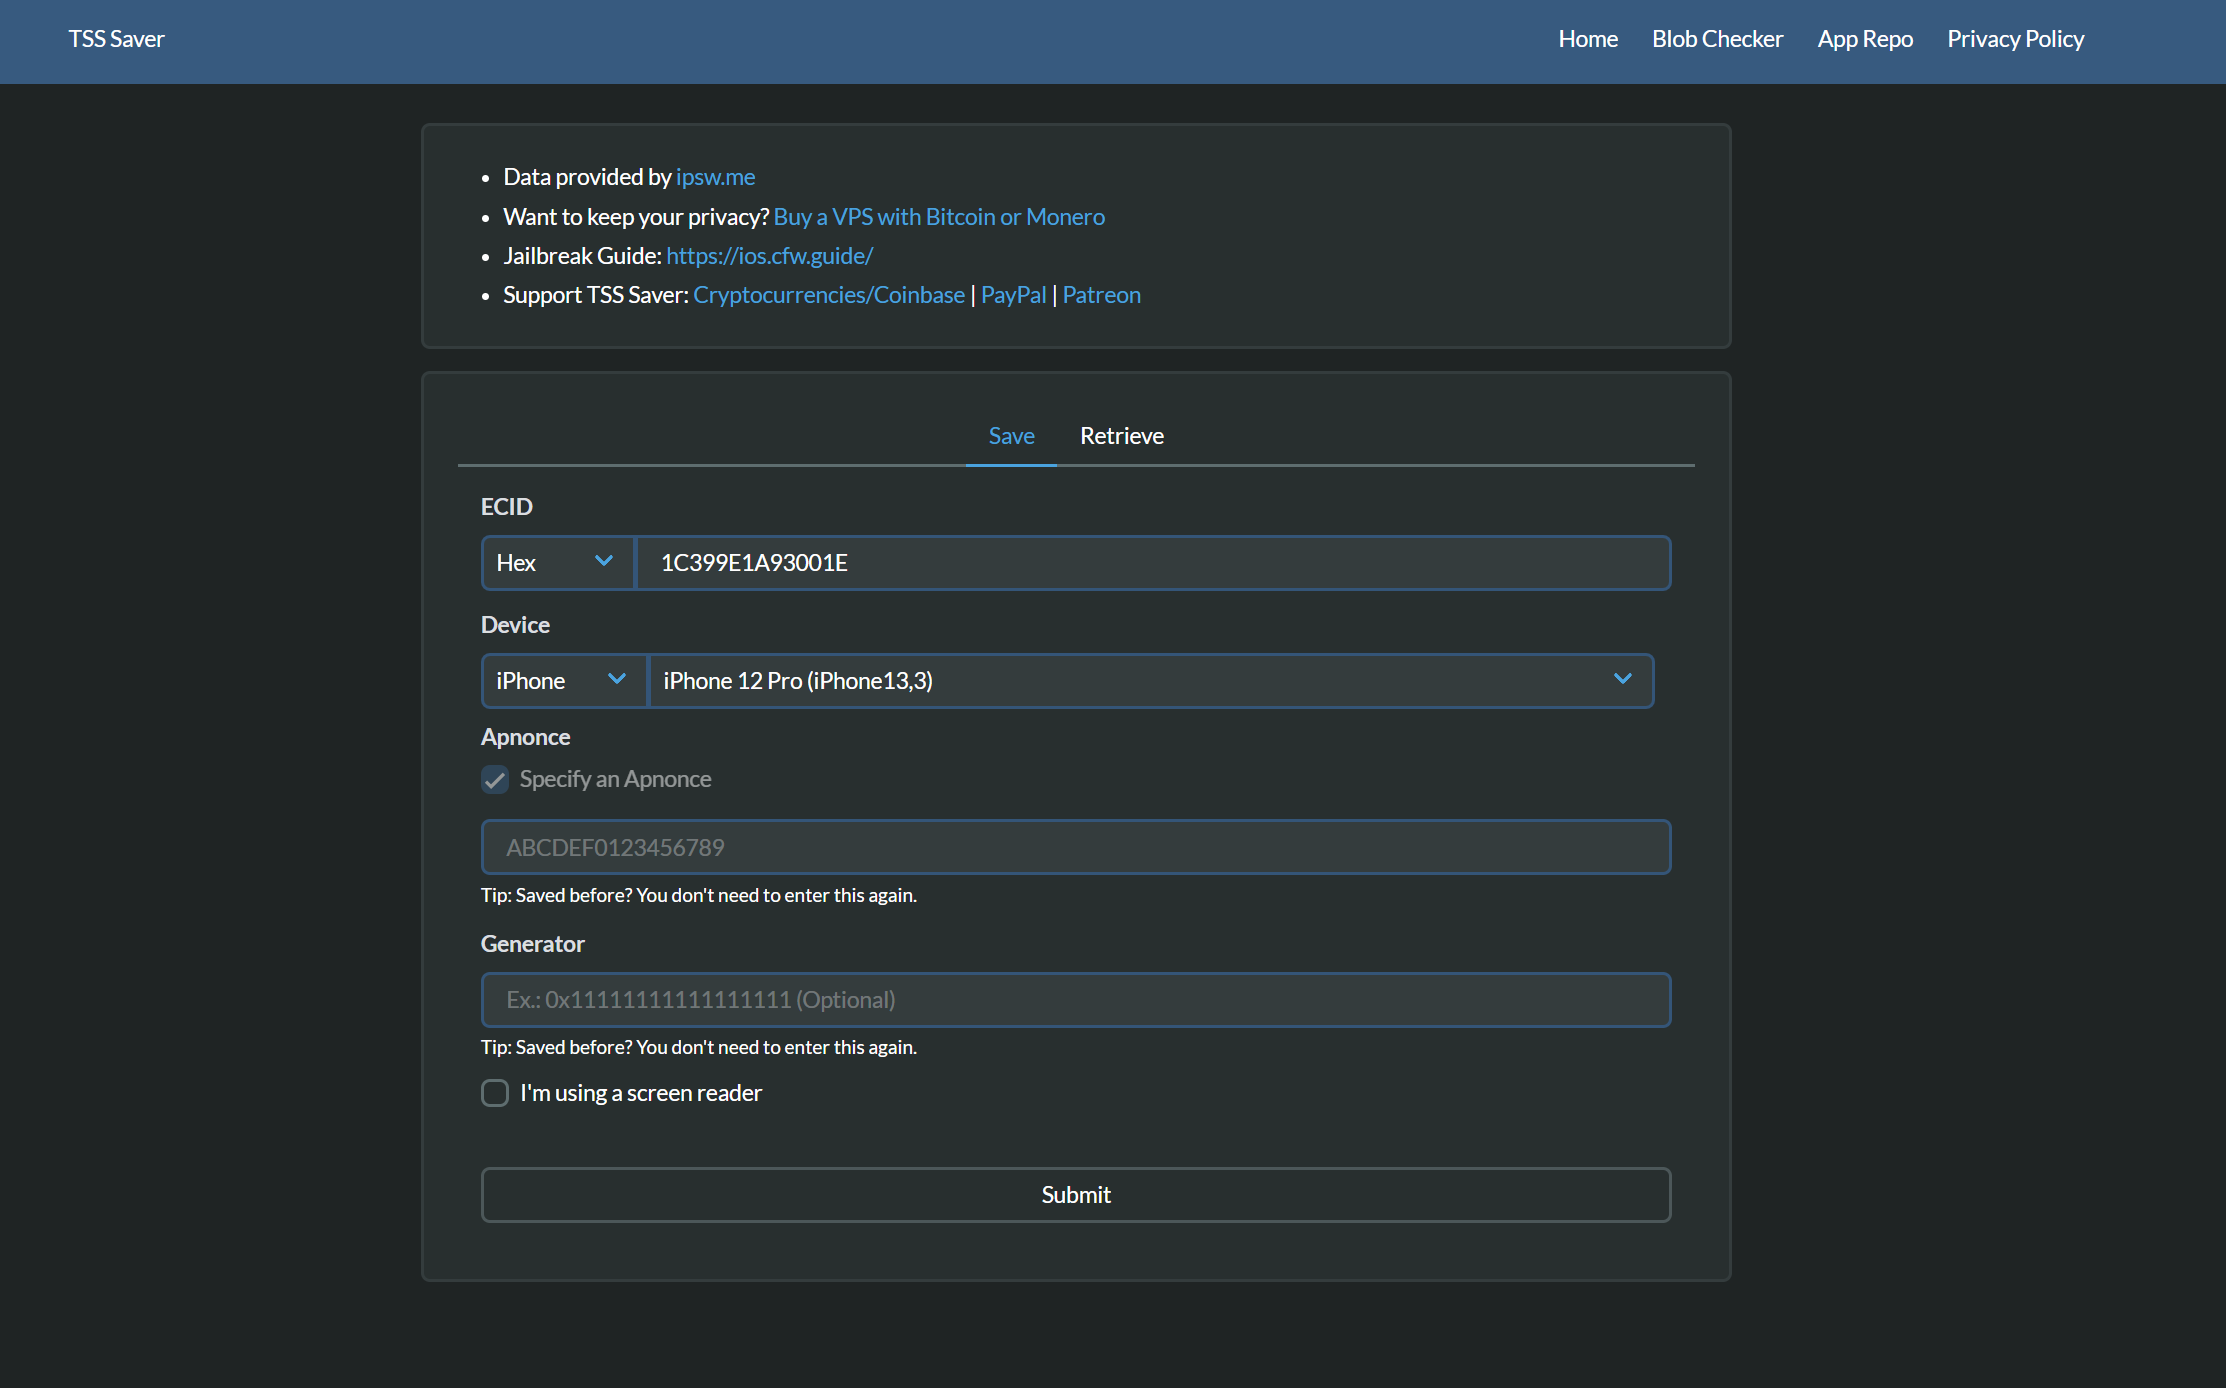 TSS Saver Home Blob Checker App Repo Privacy Policy
• Data provided by ipsw.me
• Want to keep your privacy? Buy a VPS with Bitcoin or Monero
• Jailbreak Guide: https://ios.cfw.guide/
• Support TSS Saver: Cryptocurrencies/Coinbase | PayPal | Patreon
Save Retrieve
ECID
Hex 1C399E1A93001E
Device
iPhone iPhone 12 Pro (iPhone13,3)
Apnonce
Specify an Apnonce
ABCDEF0123456789
Tip: Saved before? You don't need to enter this again.
Generator
Ex.: 0x1111111111111111 (Optional)
Tip: Saved before? You don't need to enter this again.
I'm using a screen reader
Submit